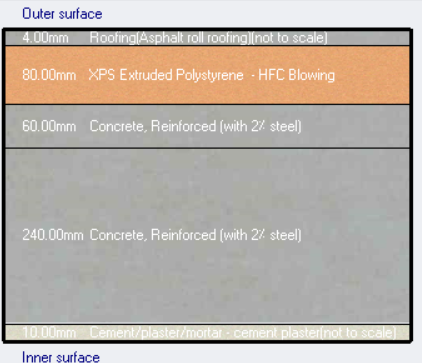 Outer surface
4.00mm Roofing(Asphalt roll roofing)(not to scale)
80.00mm XPS Extruded Polystyrene - HFC Blowing
60.00mm Concrete, Reinforced (with 2% steel)
240.00mm Concrete, Reinforced (with 2% steel)
10.00mm Cement/plaster/mortar - cement plaster(not to scale)
Inner surface